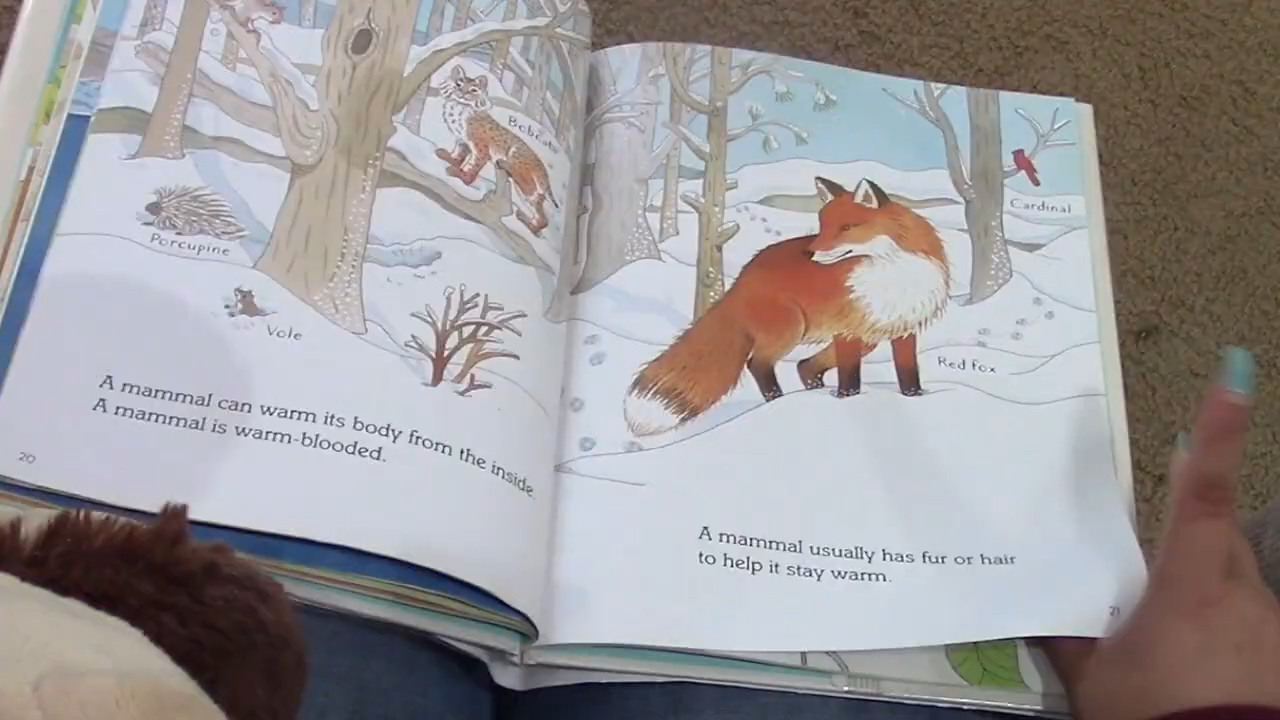 Bobcat
Porcupine
Vole
A mammal can warm its body from the inside.
A mammal is warm-blooded.
20
Cardinal
Red fox
A mammal usually has fur or hair
to help it stay warm.
21